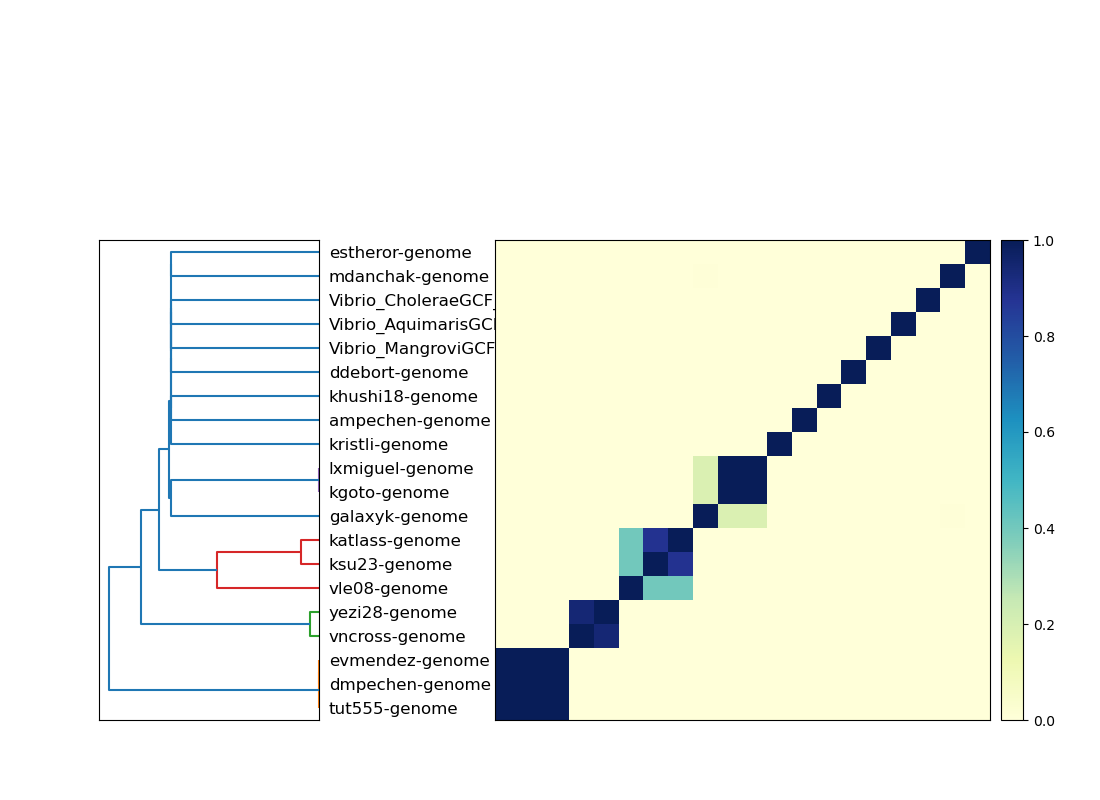 estheror-genome
mdanchak-genome
Vibrio_CholeraeGCF_
Vibrio_AquimarisGCF
Vibrio_MangroviGCF
ddebort-genome
khushi18-genome
ampechen-genome
kristli-genome
lxmiguel-genome
kgoto-genome
galaxyk-genome
katlass-genome
ksu23-genome
vle08-genome
yezi28-genome
vncross-genome
evmendez-genome
dmpechen-genome
tut555-genome
1.0
0.8
0.6
0.4
0.2
0.0